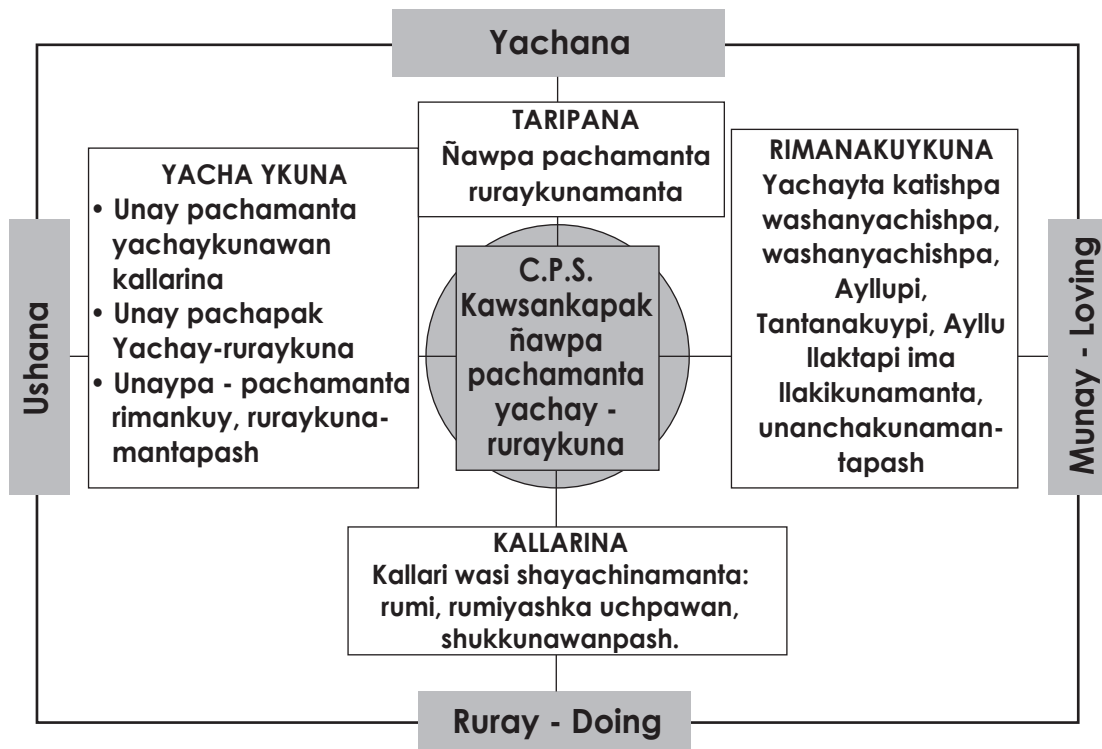 Yachana
TARIPANA
Ñawpa pachamanta
ruraykunamanta
YACHA YKUNA
• Unay pachamanta
yachaykunawan
kallarina
• Unay pachapak
Yachay-ruraykuna
• Unaypa - pachamanta
rimankuy, ruraykuna-
mantapash
Ushana
C.P.S.
Kawsankapak
ñawpa
pachamanta
yachay -
ruraykuna
RIMANAKUYKUNA
Yachayta katishpa
washanyachishpa,
washanyachishpa,
Ayllupi,
Tantanakuypi, Ayllu
llaktapi ima
llakikunamanta,
unanchakunaman-
tapash
Munay - Loving
KALLARINA
Kallari wasi shayachinamanta:
rumi, rumiyashka uchpawan,
shukkunawanpash.
Ruray - Doing